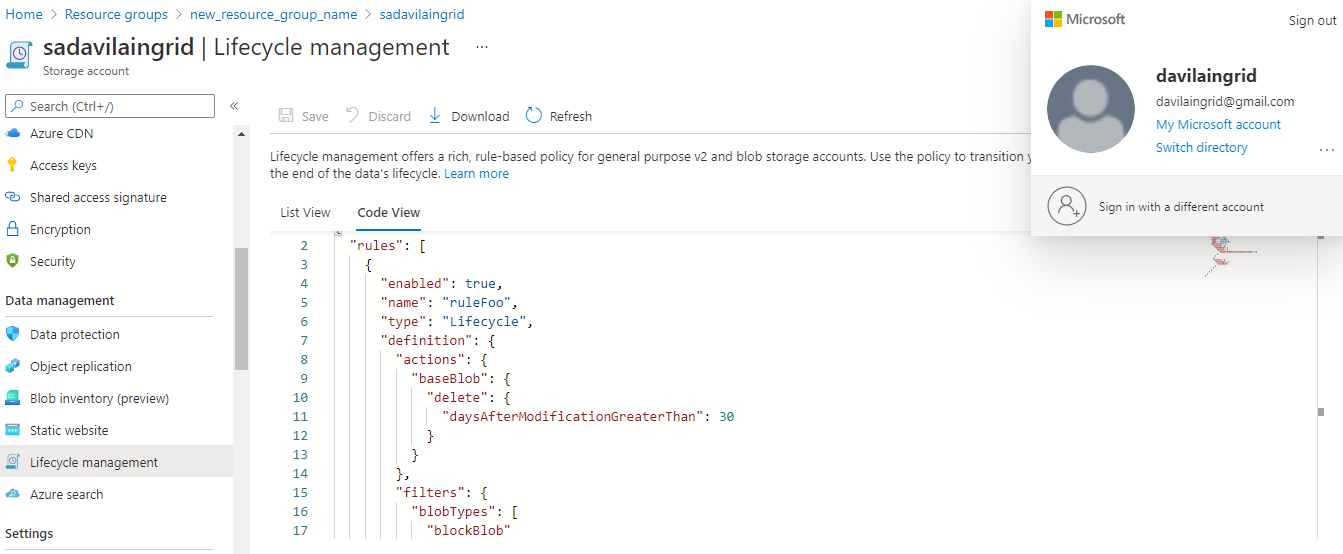 Home > Resource groups > new_resource_group_name > sadavilaingrid
sadavilaingrid | Lifecycle management ...
Storage account
Search (Ctrl+/) «
Azure CDN
Access keys
Shared access signature
Encryption
Security
Data management
Data protection
Object replication
Blob inventory (preview)
Static website
Lifecycle management
Azure search
Settings
Save Discard Download Refresh
Lifecycle management offers a rich, rule-based policy for general purpose v2 and blob storage accounts. Use the policy to transition
the end of the data's lifecycle. Learn more
List View Code View
2 "rules": [
3 {
4 "enabled": true,
5 "name": "ruleFoo",
6 "type": "Lifecycle",
7 "definition": {
8 "actions": {
9 "baseBlob": {
10 "delete": {
11 "daysAfterModificationGreaterThan": 30
12 }
13 }
14 },
15 "filters": {
16 "blobTypes": [
17 "blockBlob"
Microsoft Sign out
davilaingrid
davilaingrid@gmail.com
My Microsoft account
Switch directory ...
Sign in with a different account